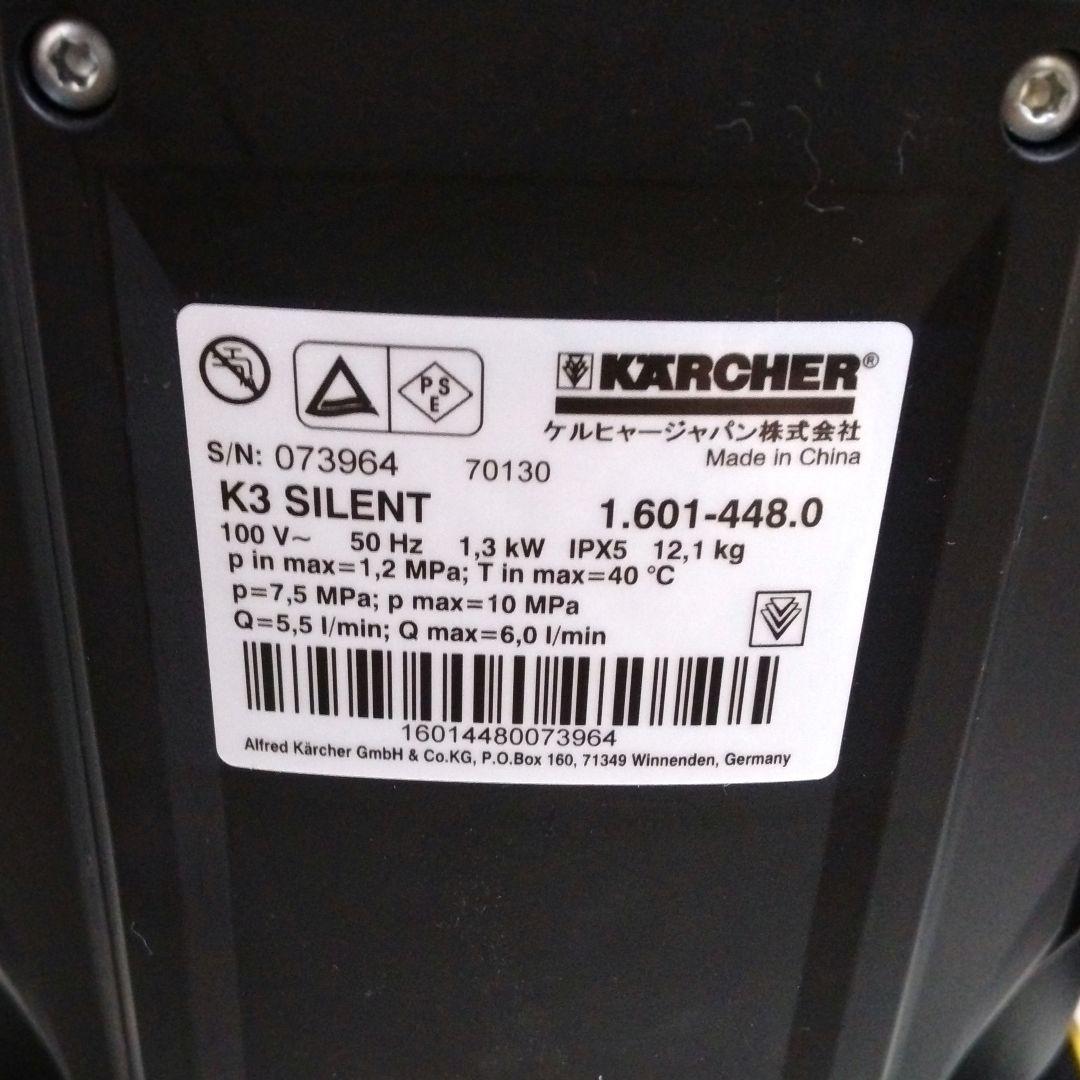 PSE
KÄRCHER®
ケルヒャージャパン株式会社
Made in China
S/N: 073964 70130
K3 SILENT 1.601-448.0
100 V~ 50 Hz 1,3 kW IPX5 12,1 kg
p in max=1,2 MPa; T in max=40 °C
p=7,5 MPa; p max=10 MPa
Q=5,5 l/min; Q max=6,0 l/min
16014480073964
Alfred Kärcher GmbH & Co.KG, P.O.Box 160, 71349 Winnenden, Germany